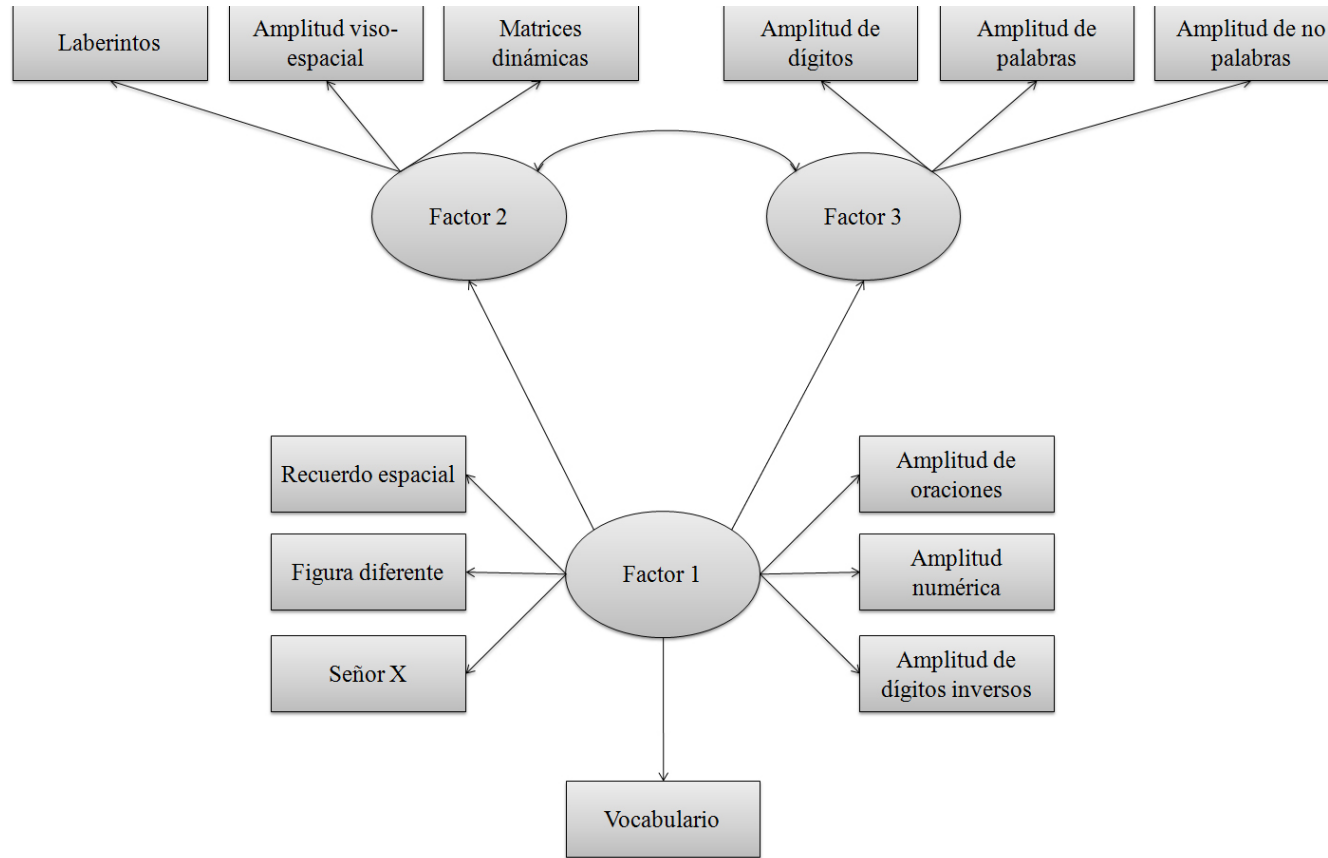 Laberintos
Amplitud viso-
espacial
Matrices
dinámicas
Amplitud de
dígitos
Amplitud de
palabras
Amplitud de no
palabras
Factor 2
Factor 3
Recuerdo espacial
Figura diferente
Señor X
Factor 1
Amplitud de
oraciones
Amplitud
numérica
Amplitud de
dígitos inversos
Vocabulario